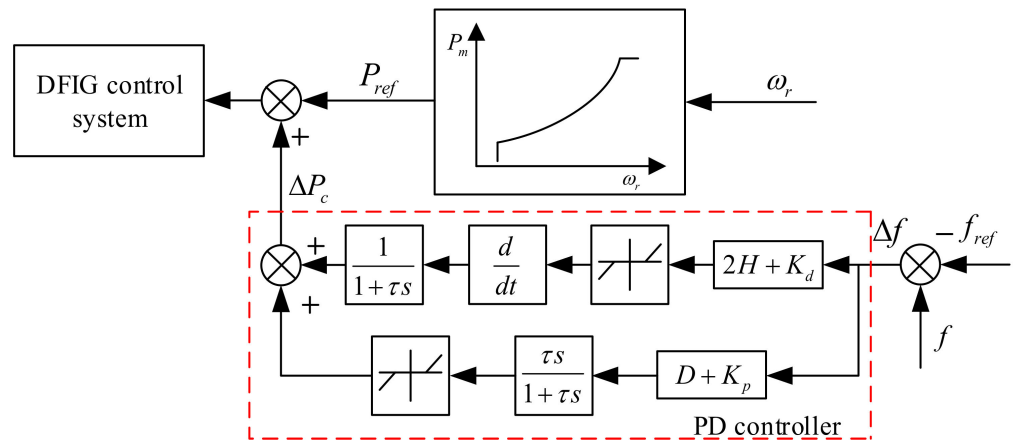 DFIG control
system
+
P_ref
P_m
ω_r
ω_r
ΔP_c
+
+
1
1+τs
d
dt
2H+K_d
Δf
− f_ref
f
τs
1+τs
D+K_p
PD controller